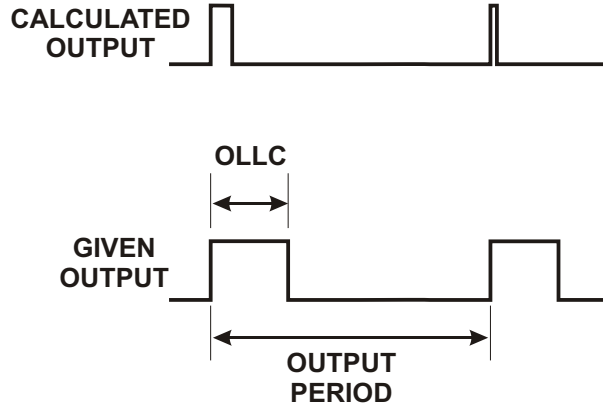 CALCULATED
OUTPUT
OLLC
GIVEN
OUTPUT
OUTPUT
PERIOD